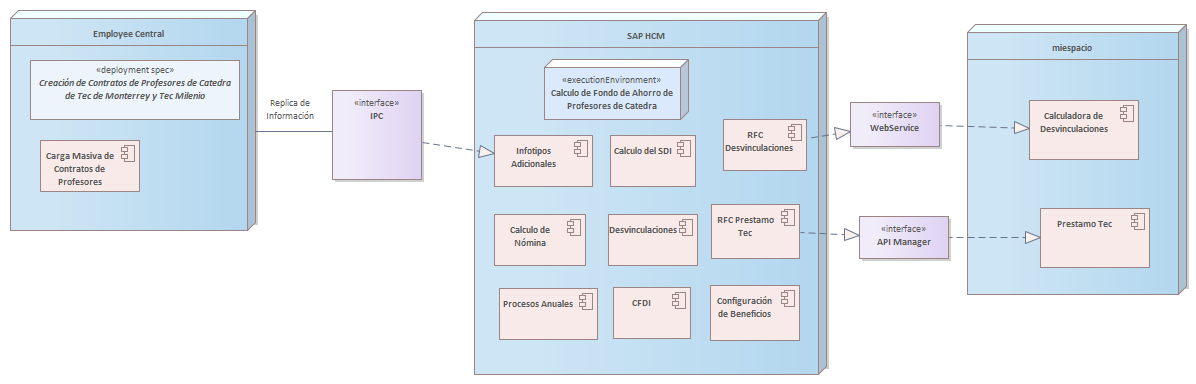 Employee Central
«deployment spec»
Creación de Contratos de Profesores de Catedra
de Tec de Monterrey y Tec Milenio
Carga Masiva de
Contratos de
Profesores
Replica de
Información
«interface»
IPC
SAP HCM
«executionEnvironment»
Calculo de Fondo de Ahorro de
Profesores de Catedra
Infotipos
Adicionales
Calculo del SDI
RFC
Desvinculaciones
Calculo de
Nómina
Desvinculaciones
RFC Prestamo
Tec
Procesos Anuales
CFDI
Configuración
de Beneficios
«interface»
WebService
«interface»
API Manager
miespacio
Calculadora de
Desvinculaciones
Prestamo Tec